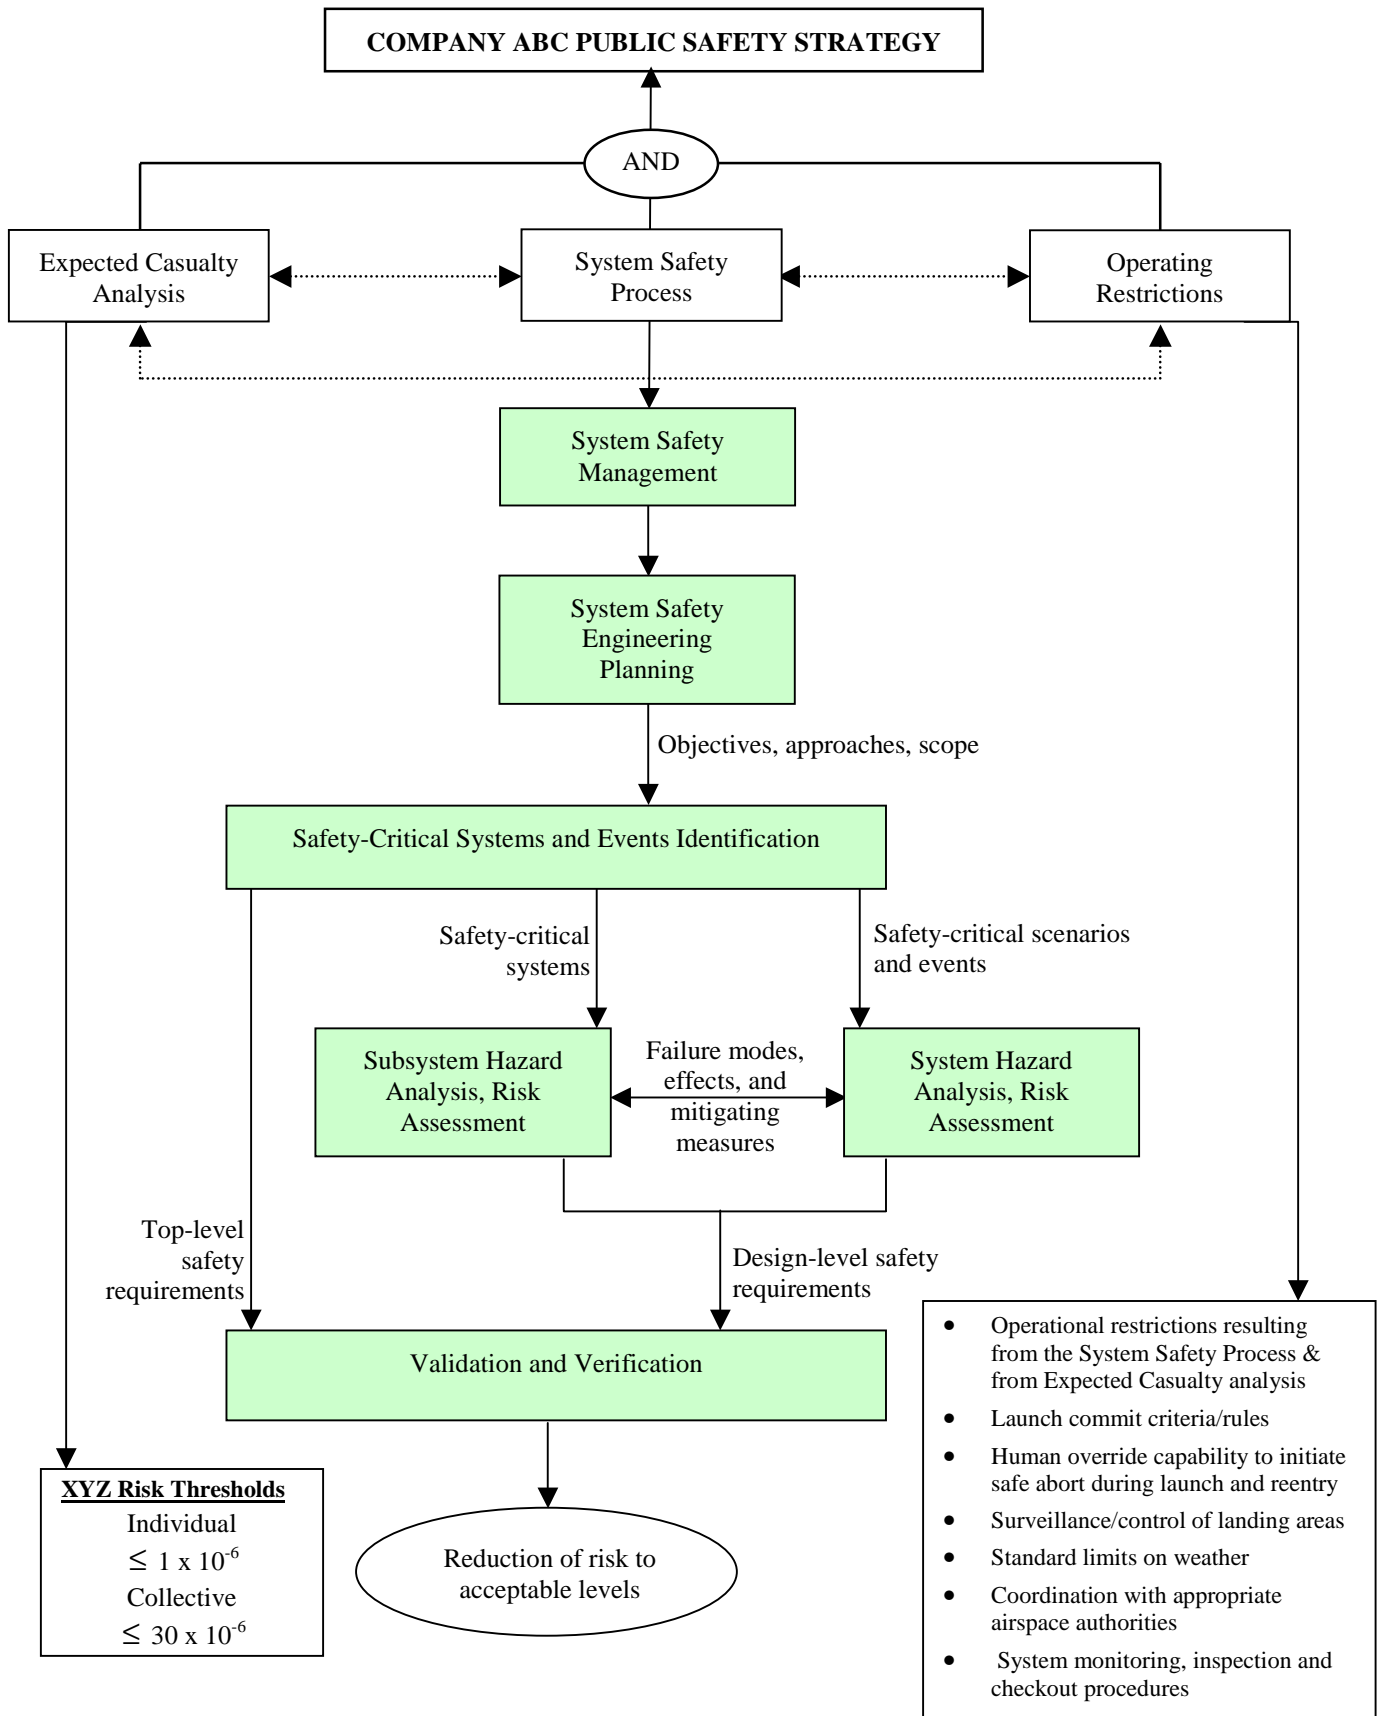 COMPANY ABC PUBLIC SAFETY STRATEGY
AND
Expected Casualty
Analysis
System Safety
Process
Operating
Restrictions
System Safety
Management
System Safety
Engineering
Planning
Objectives, approaches, scope
Safety-Critical Systems and Events Identification
Safety-critical
systems
Safety-critical scenarios
and events
Subsystem Hazard
Analysis, Risk
Assessment
Failure modes,
effects, and
mitigating
measures
System Hazard
Analysis, Risk
Assessment
Top-level
safety
requirements
Design-level safety
requirements
Validation and Verification
Reduction of risk to
acceptable levels
XYZ Risk Thresholds
Individual
≤ 1 x 10⁻⁶
Collective
≤ 30 x 10⁻⁶
• Operational restrictions resulting
from the System Safety Process &
from Expected Casualty analysis
• Launch commit criteria/rules
• Human override capability to initiate
safe abort during launch and reentry
• Surveillance/control of landing areas
• Standard limits on weather
• Coordination with appropriate
airspace authorities
• System monitoring, inspection and
checkout procedures